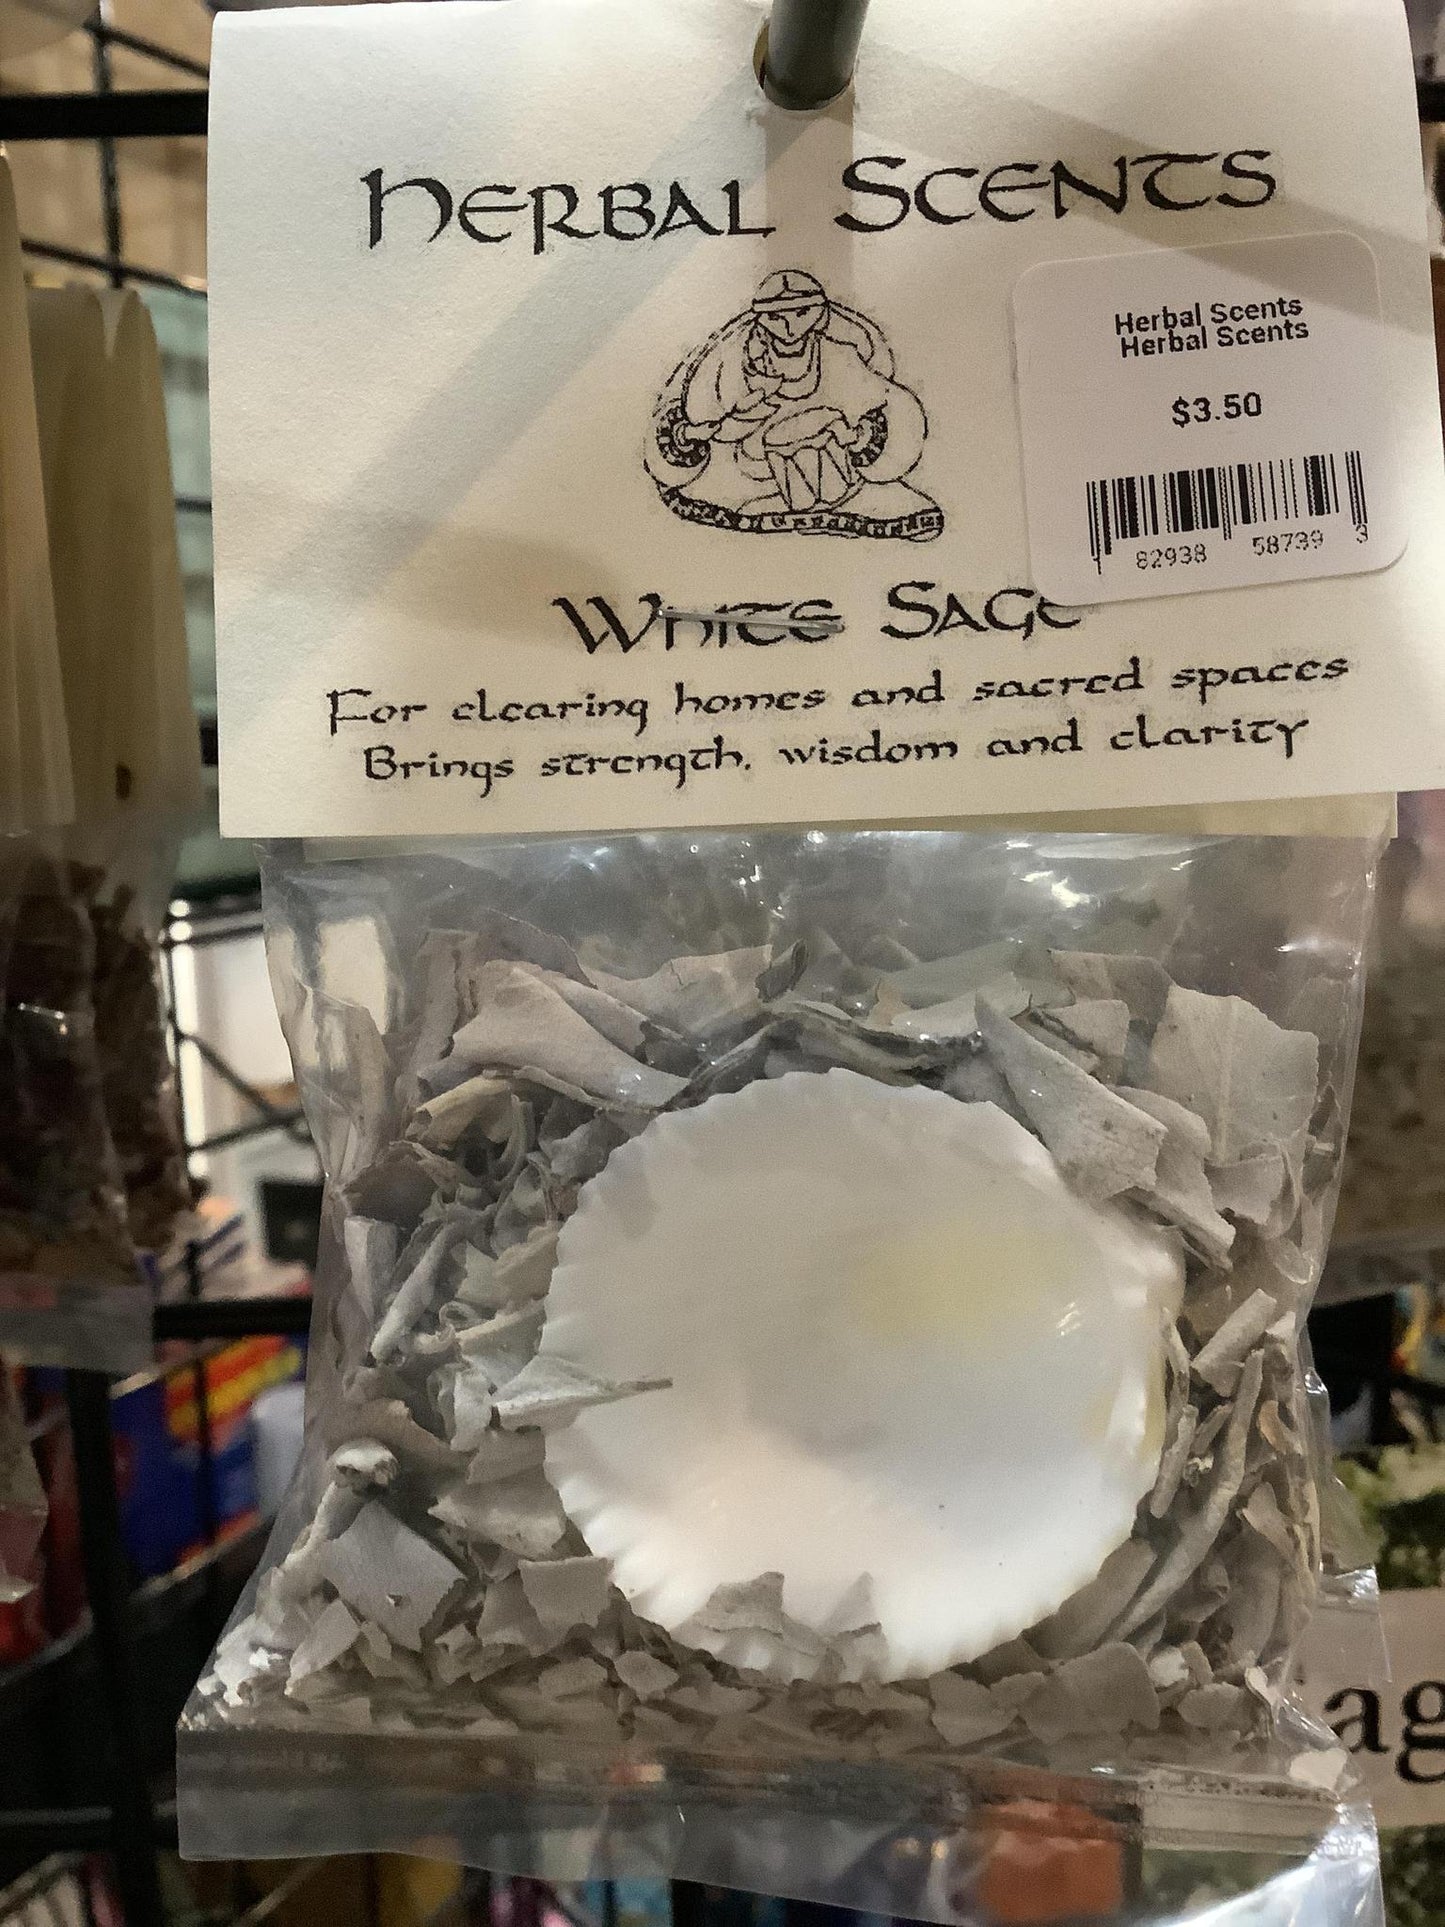 Herbal Scents
Herbal Scents
Herbal Scents
$3.50
82938 58739 3
White Sage
For clearing homes and sacred spaces
Brings strength, wisdom and clarity
ag